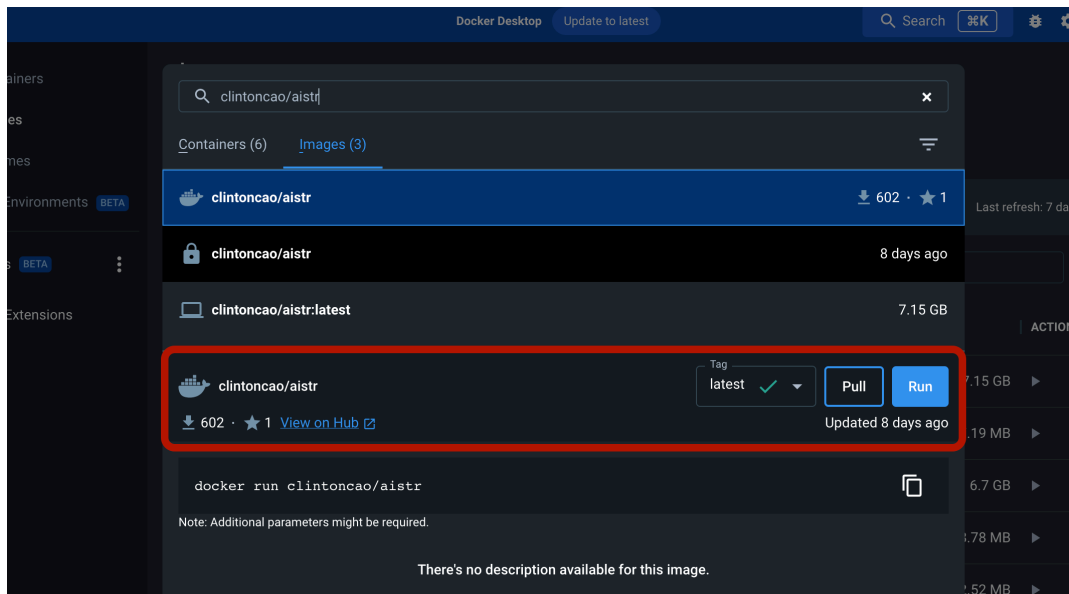 Docker Desktop Update to latest Search ⌘K
ainers
es
mes
Environments BETA
s BETA
Extensions
clintoncao/aistr
Containers (6) Images (3)
clintoncao/aistr 602 · 1
clintoncao/aistr 8 days ago
clintoncao/aistr:latest 7.15 GB
Last refresh: 7 da
ACTION
Tag
clintoncao/aistr latest Pull Run
602 · 1 View on Hub Updated 8 days ago
docker run clintoncao/aistr
Note: Additional parameters might be required.
There's no description available for this image.
7.15 GB
.19 MB
6.7 GB
.78 MB
.52 MB